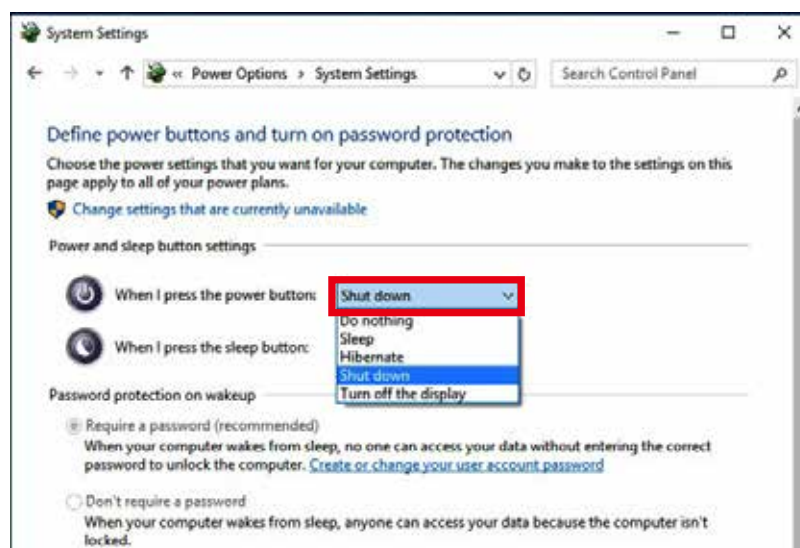 System Settings
« Power Options › System Settings
Search Control Panel
Define power buttons and turn on password protection
Choose the power settings that you want for your computer. The changes you make to the settings on this
page apply to all of your power plans.
Change settings that are currently unavailable
Power and sleep button settings
When I press the power button: Shut down
Do nothing
Sleep
When I press the sleep button:
Hibernate
Shut down
Turn off the display
Password protection on wakeup
Require a password (recommended)
When your computer wakes from sleep, no one can access your data without entering the correct
password to unlock the computer. Create or change your user account password
Don't require a password
When your computer wakes from sleep, anyone can access your data because the computer isn't
locked.